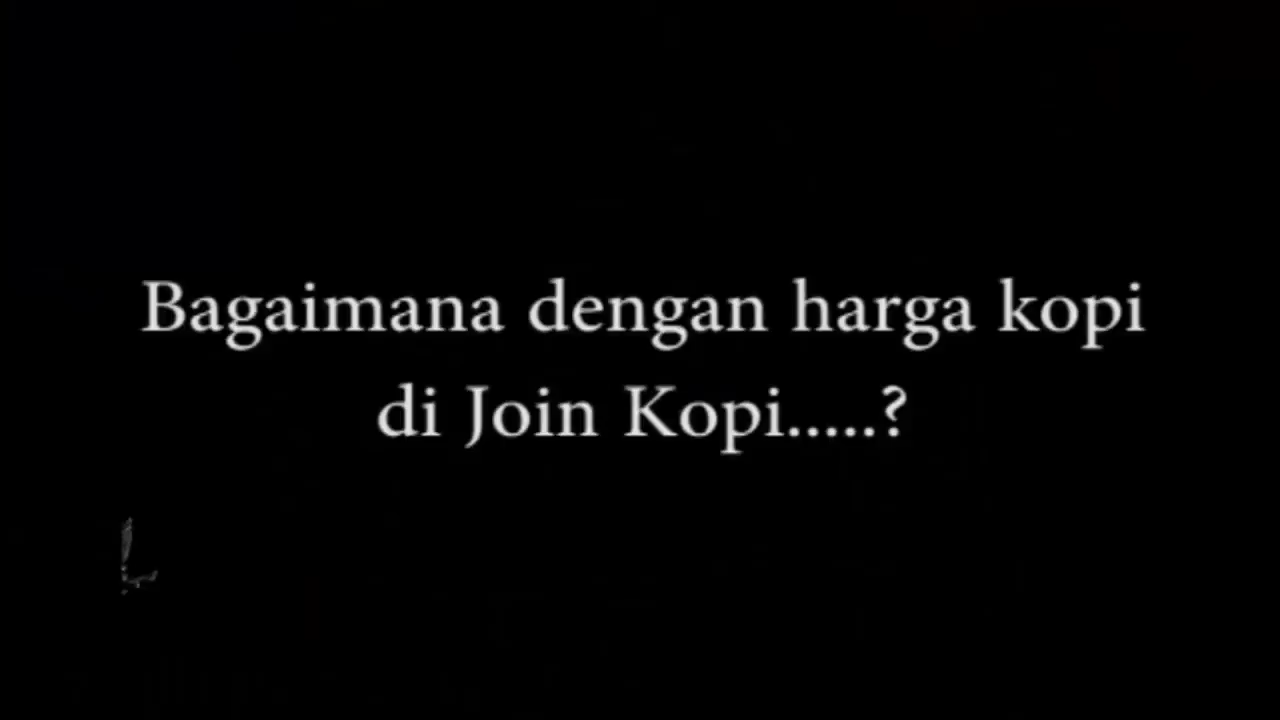 Bagaimana dengan harga kopi
di Join Kopi.....?